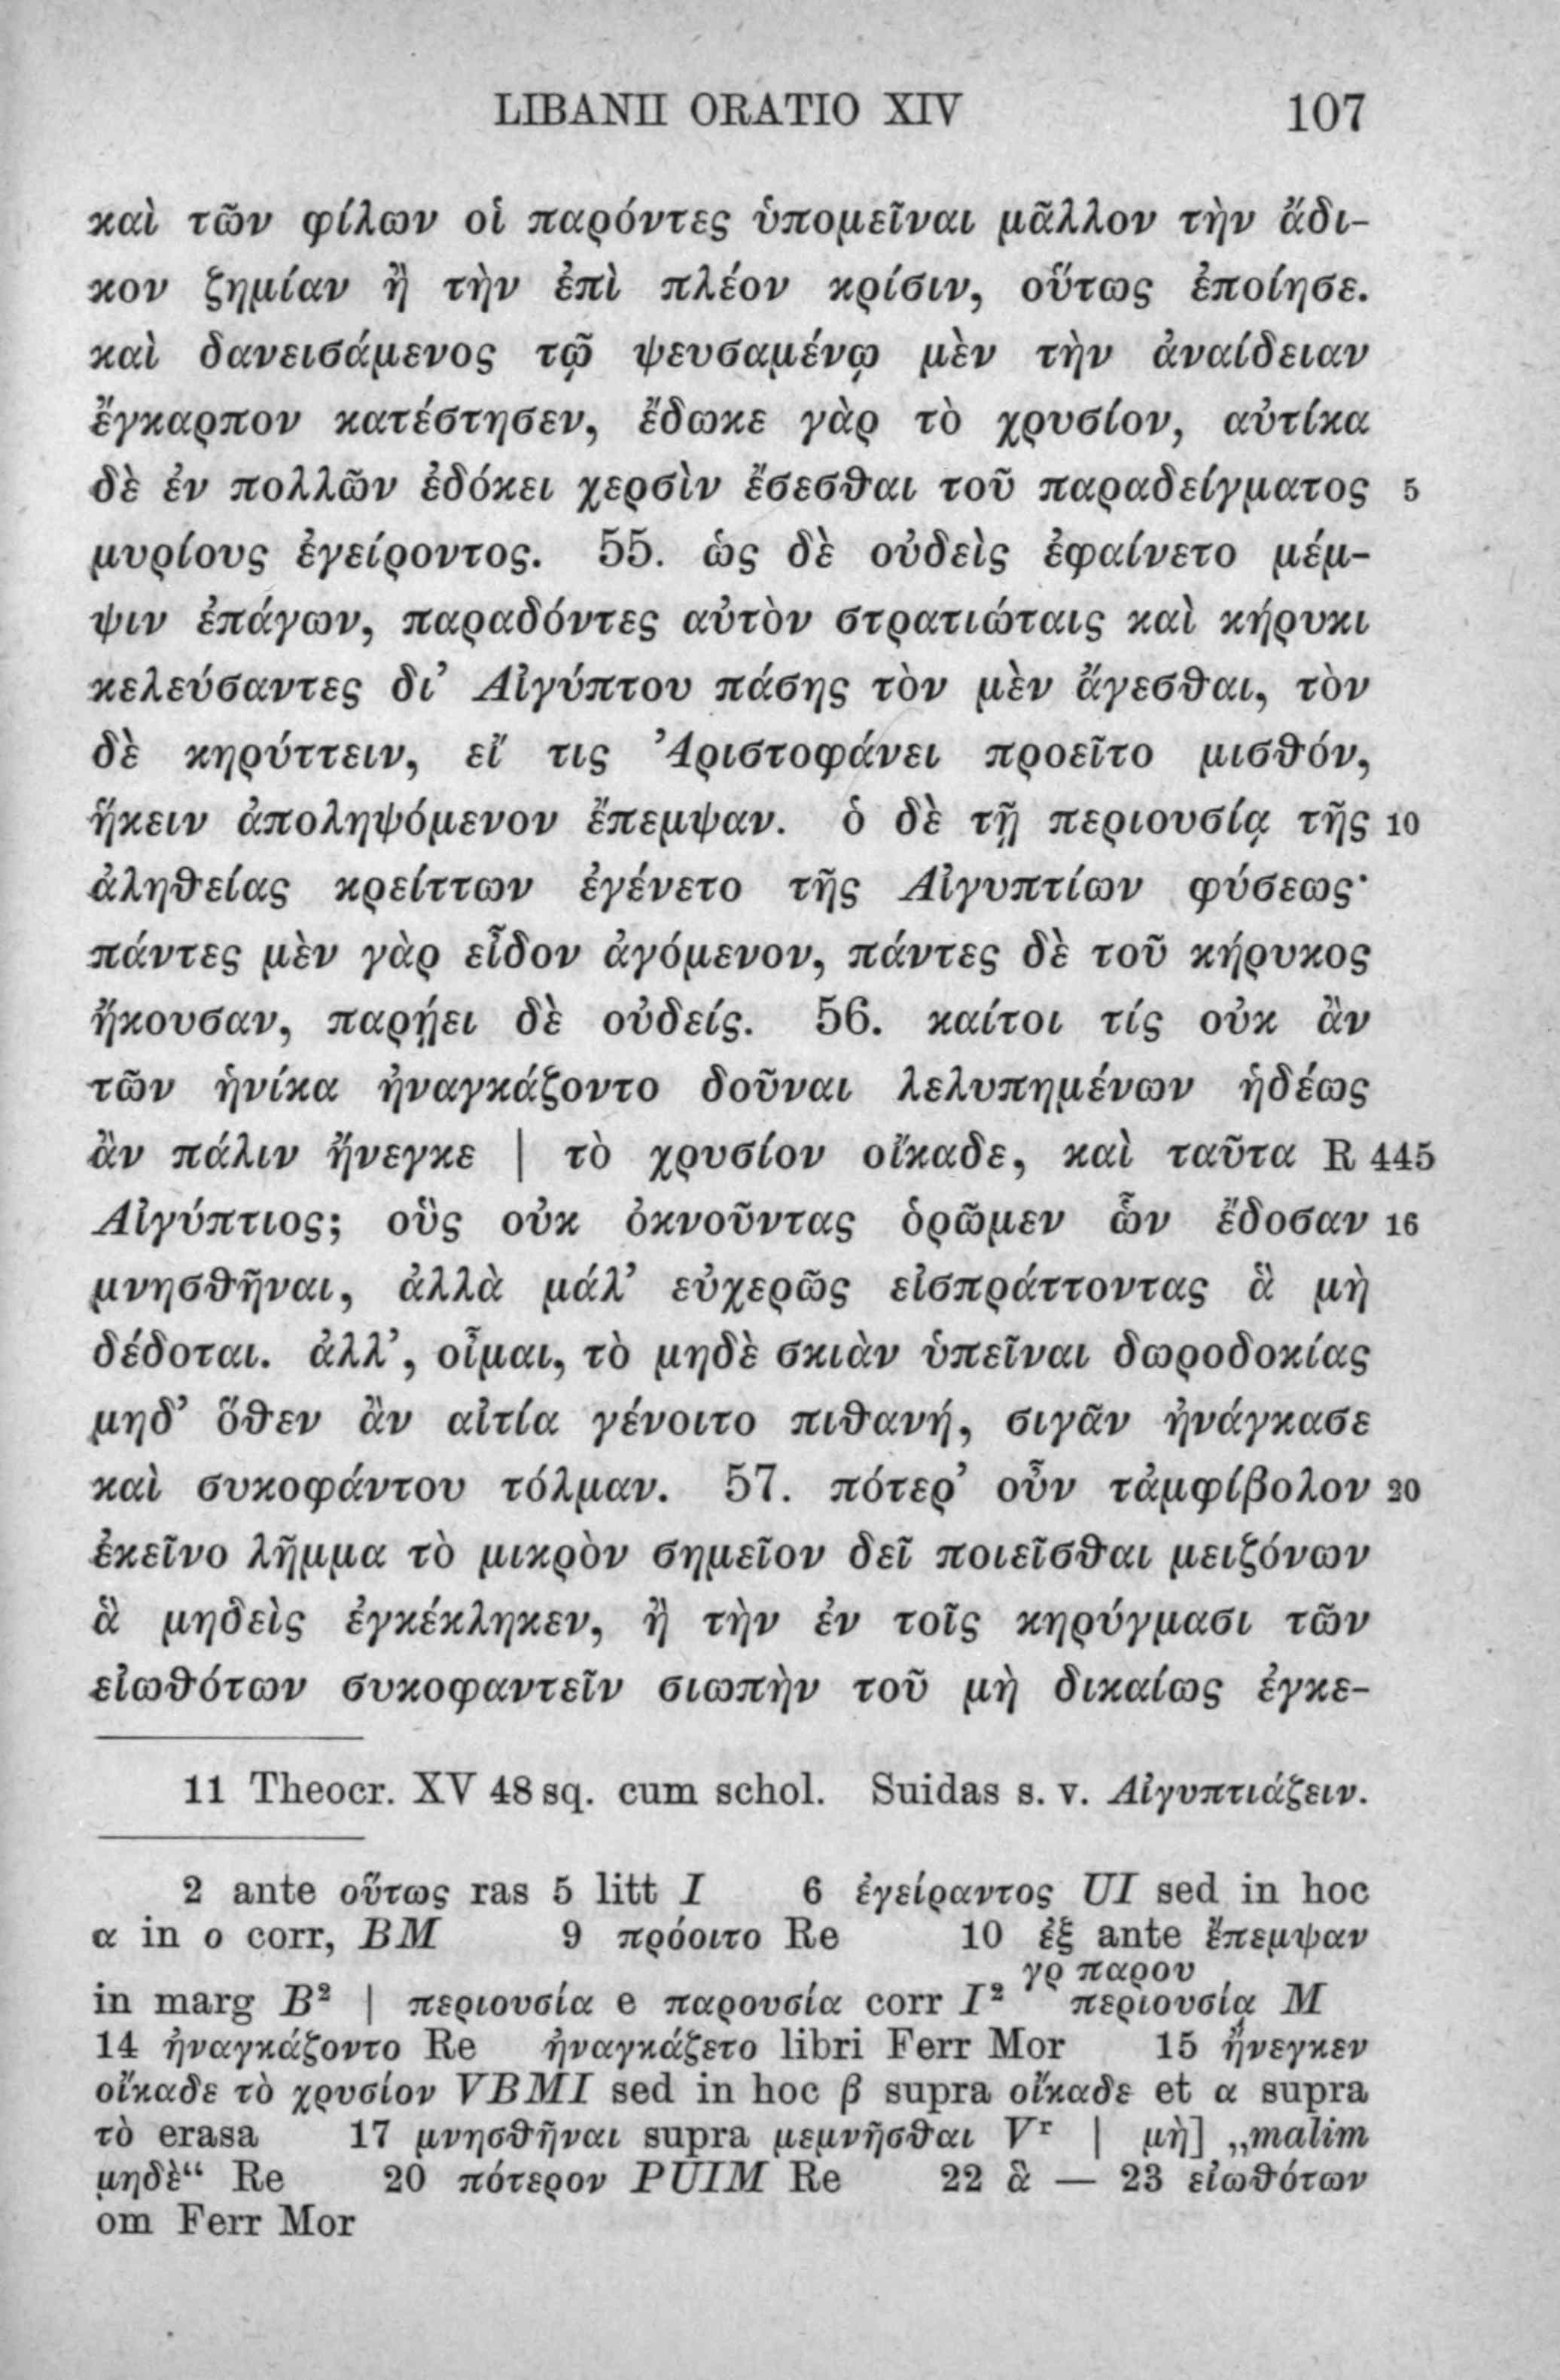 LIBANII ORATIO XIV 107
καὶ τῶν φίλων οἱ παρόντες ὑπομεῖναι μᾶλλον τὴν ἄδι-
κον ζημίαν ἢ τὴν ἐπὶ πλέον κρίσιν, οὕτως ἐποίησε.
καὶ δανεισάμενος τῷ ψευσαμένῳ μὲν τὴν ἀναίδειαν
ἔγκαρπον κατέστησεν, ἔδωκε γὰρ τὸ χρυσίον, αὐτίκα
δὲ ἐν πολλῶν ἐδόκει χερσὶν ἔσεσθαι τοῦ παραδείγματος 5
μυρίους ἐγείροντος. 55. ὡς δὲ οὐδεὶς ἐφαίνετο μέμ-
ψιν ἐπάγων, παραδόντες αὐτὸν στρατιώταις καὶ κήρυκι
κελεύσαντες δι’ Αἰγύπτου πάσης τὸν μὲν ἄγεσθαι, τὸν
δὲ κηρύττειν, εἴ τις Ἀριστοφάνει προεῖτο μισθόν,
ἥκειν ἀποληψόμενον ἔπεμψαν. ὁ δὲ τῇ περιουσίᾳ τῆς 10
ἀληθείας κρείττων ἐγένετο τῆς Αἰγυπτίων φύσεως·
πάντες μὲν γὰρ εἶδον ἀγόμενον, πάντες δὲ τοῦ κήρυκος
ἤκουσαν, παρῄει δὲ οὐδείς. 56. καίτοι τίς οὐκ ἂν
τῶν ἡνίκα ἠναγκάζοντο δοῦναι λελυπημένων ἡδέως
ἂν πάλιν ἤνεγκε | τὸ χρυσίον οἴκαδε, καὶ ταῦτα R 445
Αἰγύπτιος; οὓς οὐκ ὀκνοῦντας ὁρῶμεν ὧν ἔδοσαν 16
μνησθῆναι, ἀλλὰ μάλ’ εὐχερῶς εἰσπράττοντας ἃ μὴ
δέδοται. ἀλλ’, οἶμαι, τὸ μηδὲ σκιὰν ὑπεῖναι δωροδοκίας
μηδ’ ὅθεν ἂν αἰτία γένοιτο πιθανή, σιγᾶν ἠνάγκασε
καὶ συκοφάντου τόλμαν. 57. πότερ’ οὖν τἀμφίβολον 20
ἐκεῖνο λῆμμα τὸ μικρὸν σημεῖον δεῖ ποιεῖσθαι μειζόνων
ἃ μηδεὶς ἐγκέκληκεν, ἢ τὴν ἐν τοῖς κηρύγμασι τῶν
εἰωθότων συκοφαντεῖν σιωπὴν τοῦ μὴ δικαίως ἐγκε-
11 Theocr. XV 48 sq. cum schol. Suidas s. v. Αἰγυπτιάζειν.
2 ante οὕτως ras 5 litt I 6 ἐγείραντος UI sed in hoc
α in ο corr, BM 9 πρόοιτο Re 10 ἐξ ante ἔπεμψαν
γρ παρου
in marg B² | περιουσία e παρουσία corr I² περιουσίᾳ M
14 ἠναγκάζοντο Re ἠναγκάζετο libri Ferr Mor 15 ἤνεγκεν
οἴκαδε τὸ χρυσίον VBMI sed in hoc β supra οἴκαδε et α supra
τὸ erasa 17 μνησθῆναι supra μεμνῆσθαι Vʳ | μὴ] „malim
μηδὲ“ Re 20 πότερον PUIM Re 22 ἃ — 23 εἰωθότων
om Ferr Mor